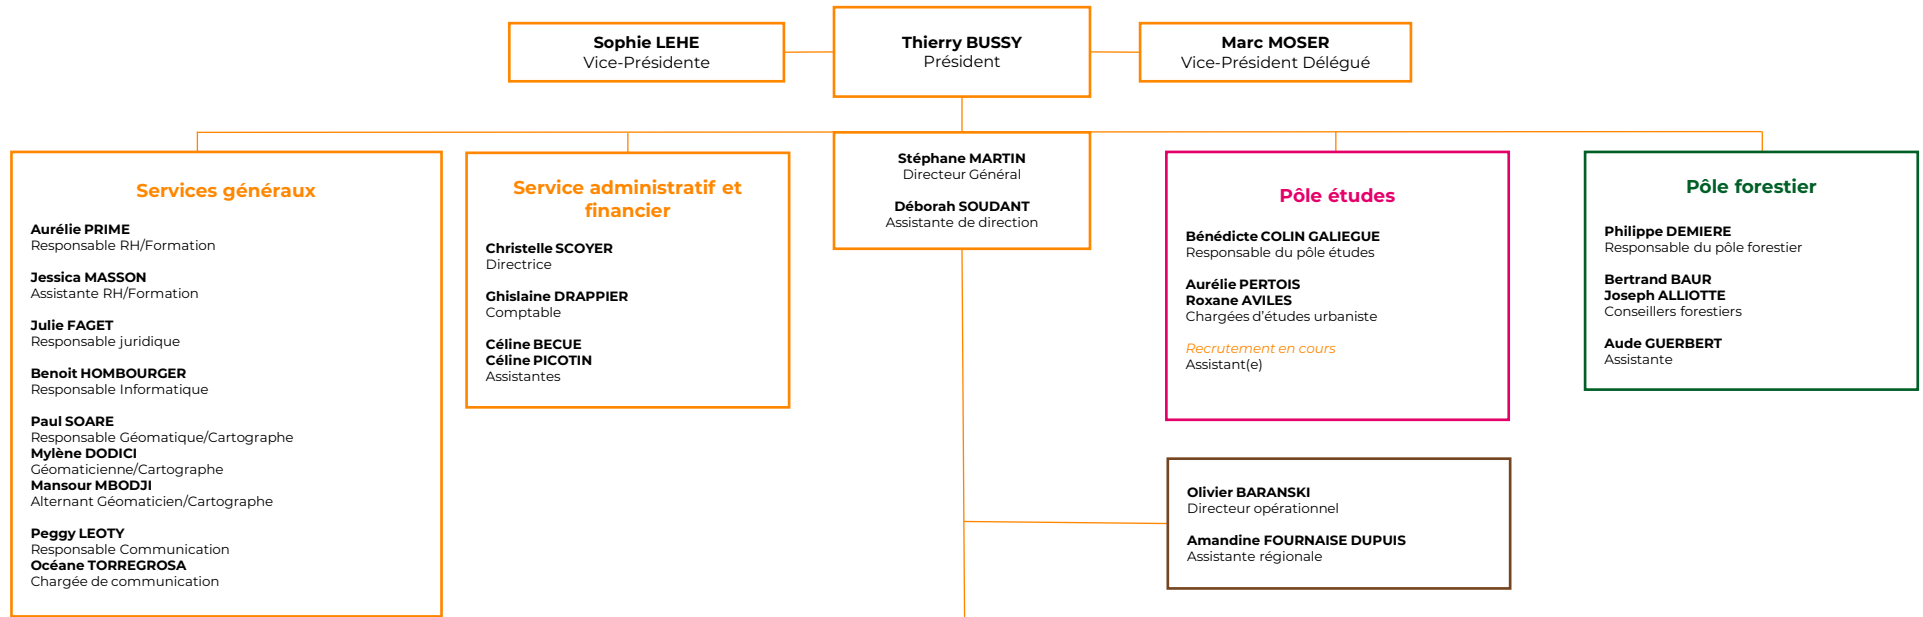 Sophie LEHE
Vice-Présidente
Thierry BUSSY
Président
Marc MOSER
Vice-Président Délégué
Stéphane MARTIN
Directeur Général
Déborah SOUDANT
Assistante de direction
Services généraux
Aurélie PRIME
Responsable RH/Formation
Jessica MASSON
Assistante RH/Formation
Julie FAGET
Responsable juridique
Benoit HOMBOURGER
Responsable Informatique
Paul SOARE
Responsable Géomatique/Cartographe
Mylène DODICI
Géomaticienne/Cartographe
Mansour MBODJI
Alternant Géomaticien/Cartographe
Peggy LEOTY
Responsable Communication
Océane TORREGROSA
Chargée de communication
Service administratif et
financier
Christelle SCOYER
Directrice
Ghislaine DRAPPIER
Comptable
Céline BECUE
Céline PICOTIN
Assistantes
Pôle études
Bénédicte COLIN GALIEGUE
Responsable du pôle études
Aurélie PERTOIS
Roxane AVILES
Chargées d'études urbaniste
Recrutement en cours
Assistant(e)
Pôle forestier
Philippe DEMIERE
Responsable du pôle forestier
Bertrand BAUR
Joseph ALLIOTTE
Conseillers forestiers
Aude GUERBERT
Assistante
Olivier BARANSKI
Directeur opérationnel
Amandine FOURNAISE DUPUIS
Assistante régionale